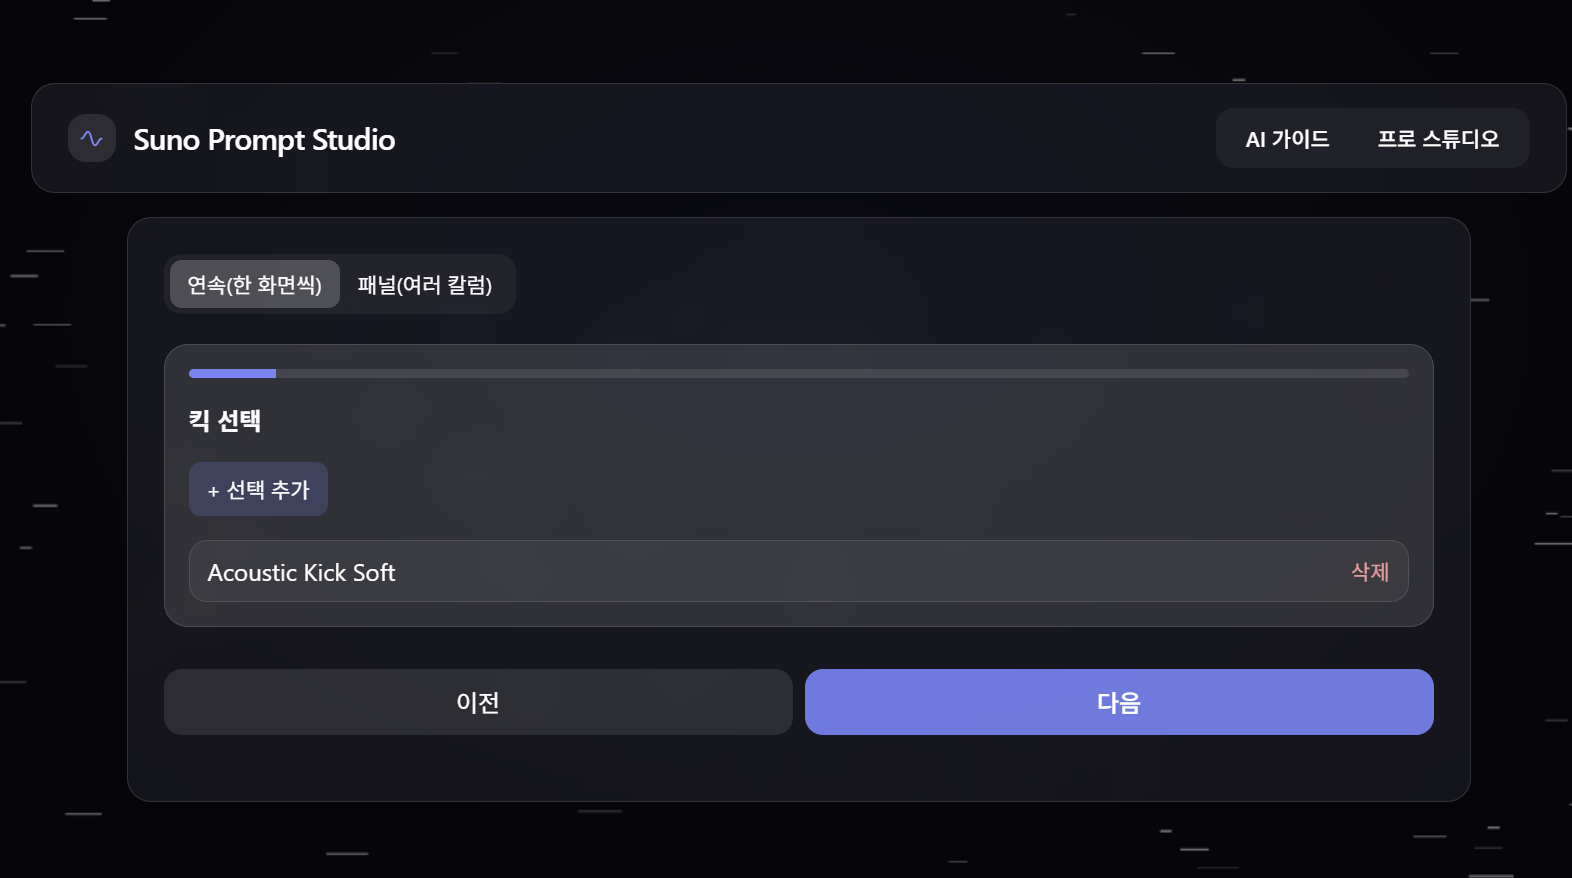 Suno Prompt Studio
AI 가이드
프로 스튜디오
연속(한 화면씩)
패널(여러 칼럼)
킥 선택
+ 선택 추가
Acoustic Kick Soft
삭제
이전
다음